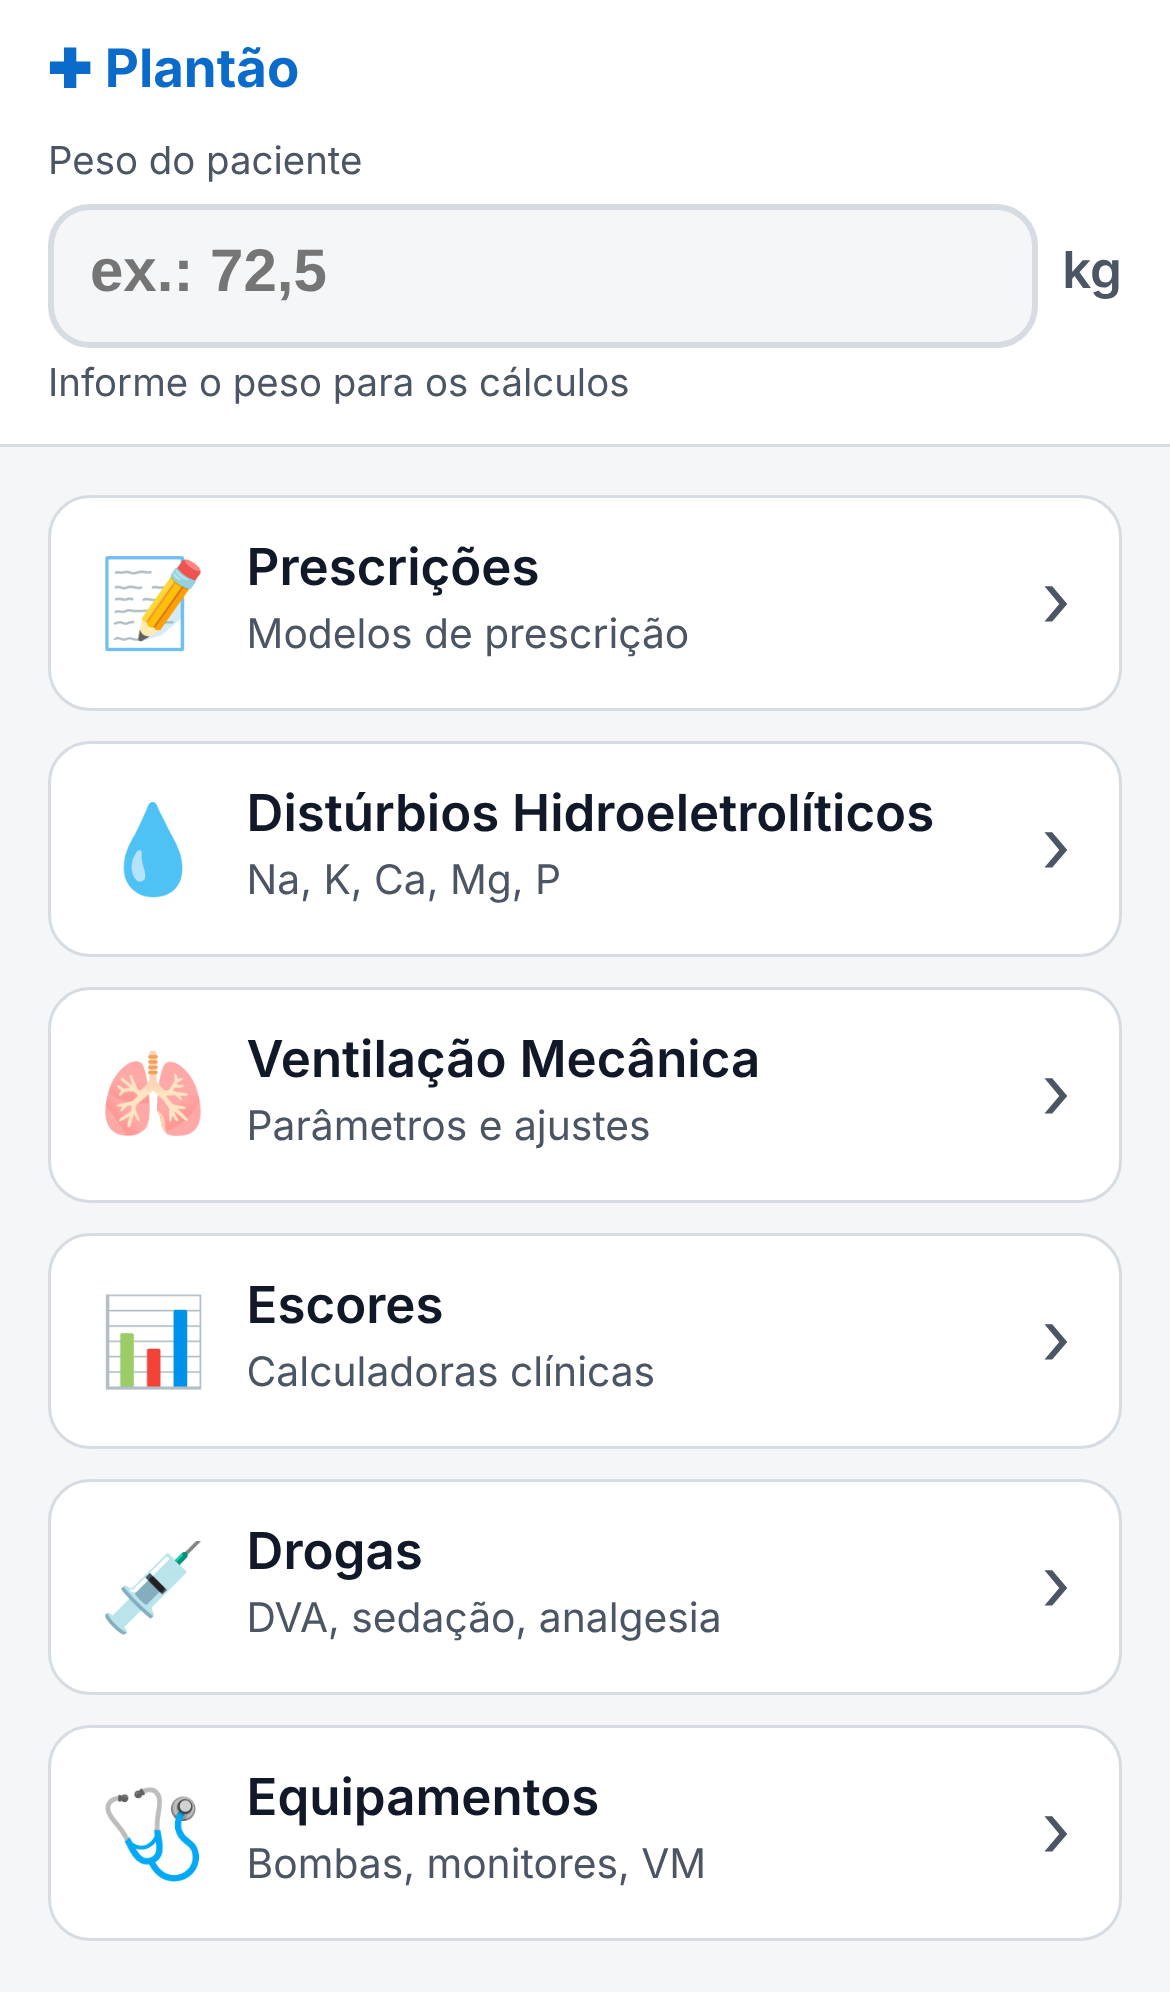 Plantão
Peso do paciente
ex.: 72,5
kg
Informe o peso para os cálculos
Prescrições
Modelos de prescrição
Distúrbios Hidroeletrolíticos
Na, K, Ca, Mg, P
Ventilação Mecânica
Parâmetros e ajustes
Escores
Calculadoras clínicas
Drogas
DVA, sedação, analgesia
Equipamentos
Bombas, monitores, VM